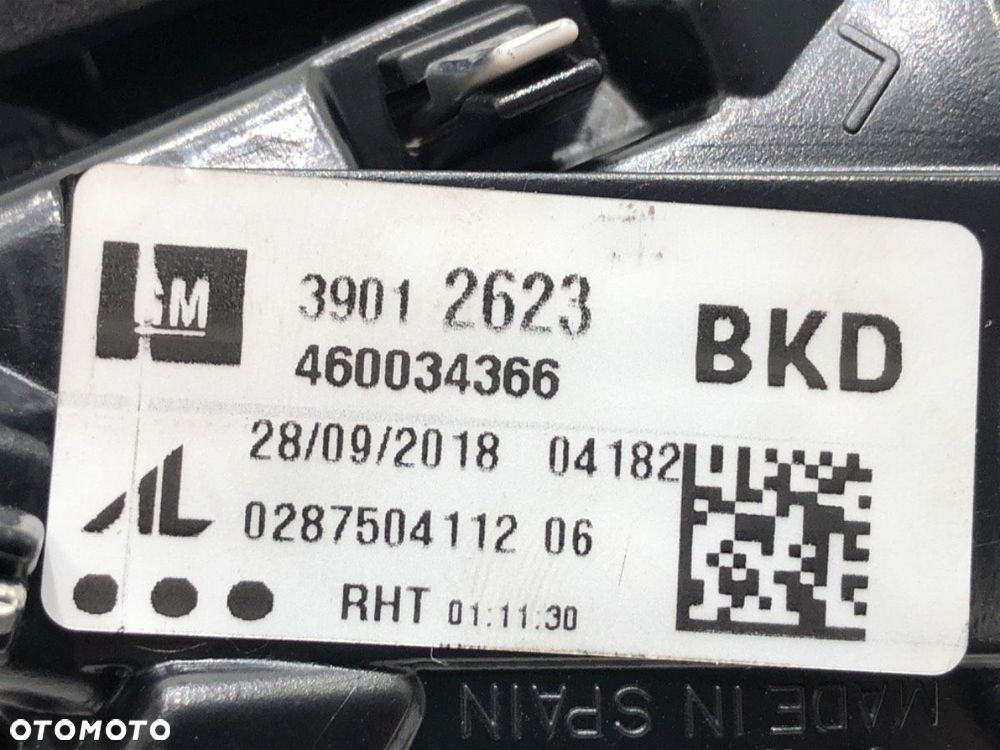 GM
3901 2623
BKD
460034366
28/09/2018 04182
AL
0287504112 06
RHT 01:11:30
MADE IN SPAIN
OTOMOTO